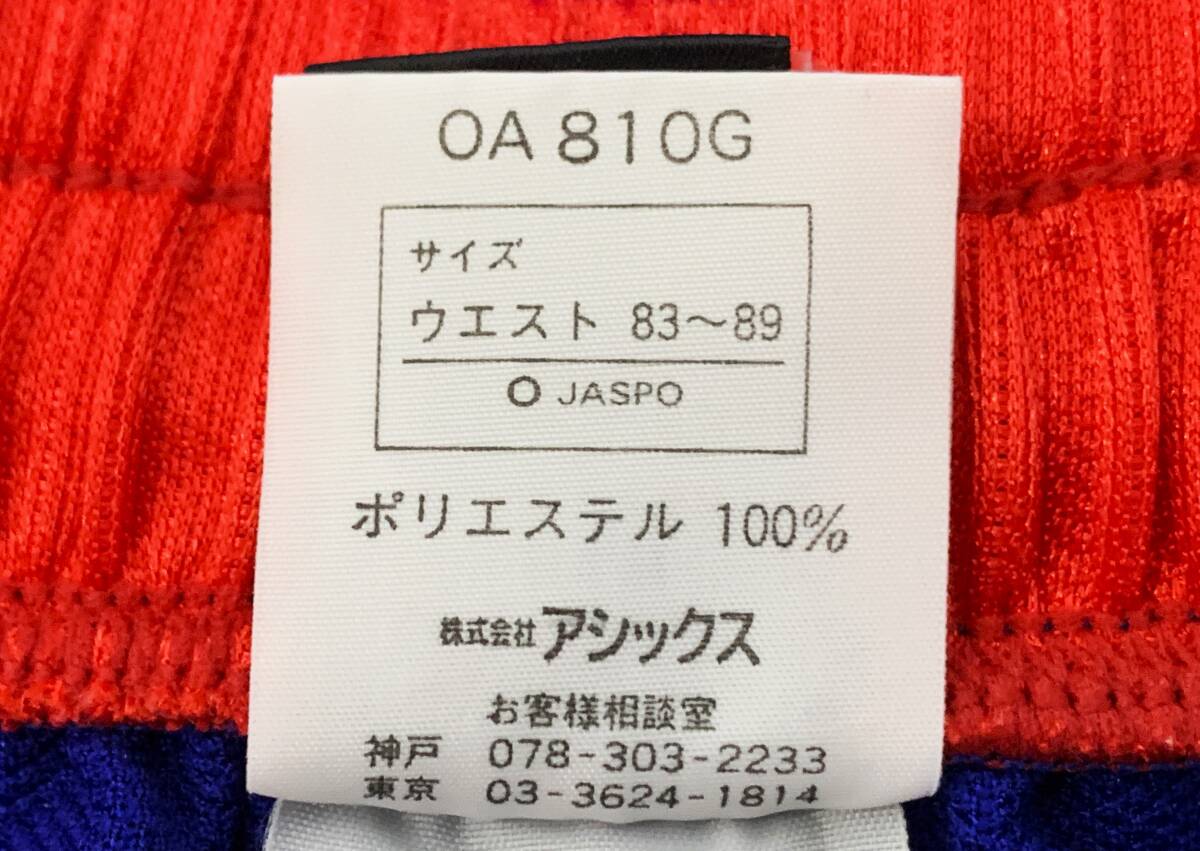 OA810G
サイズ
ウエスト 83～89
O JASPO
ポリエステル 100%
株式会社アシックス
お客様相談室
神戸 078-303-2233
東京 03-3624-1814